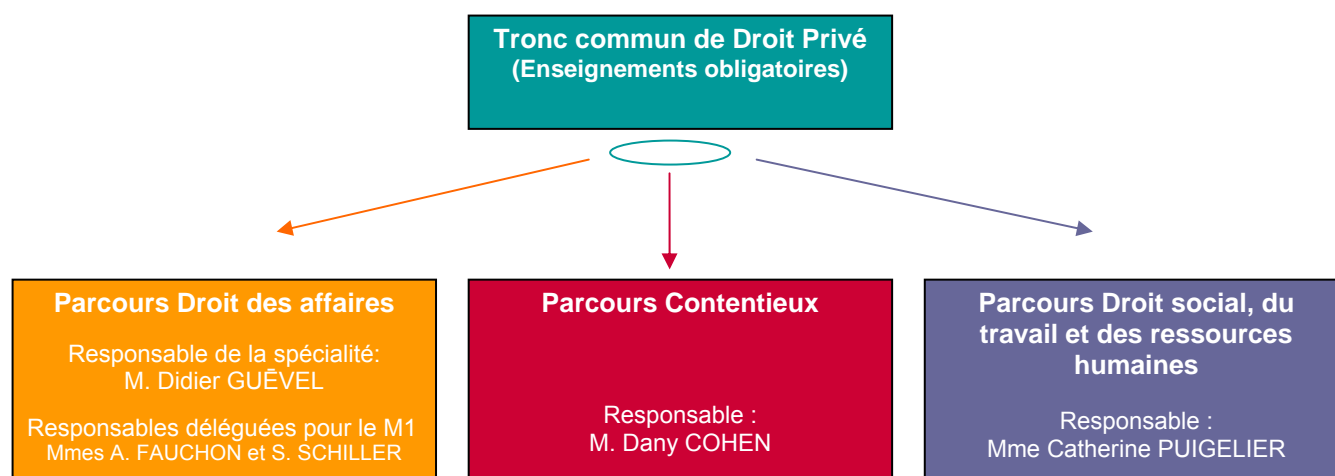 Tronc commun de Droit Privé
(Enseignements obligatoires)
Parcours Droit des affaires
Responsable de la spécialité:
M. Didier GUĒVEL
Responsables déléguées pour le M1
Mmes A. FAUCHON et S. SCHILLER
Parcours Contentieux
Responsable :
M. Dany COHEN
Parcours Droit social, du
travail et des ressources
humaines
Responsable :
Mme Catherine PUIGELIER